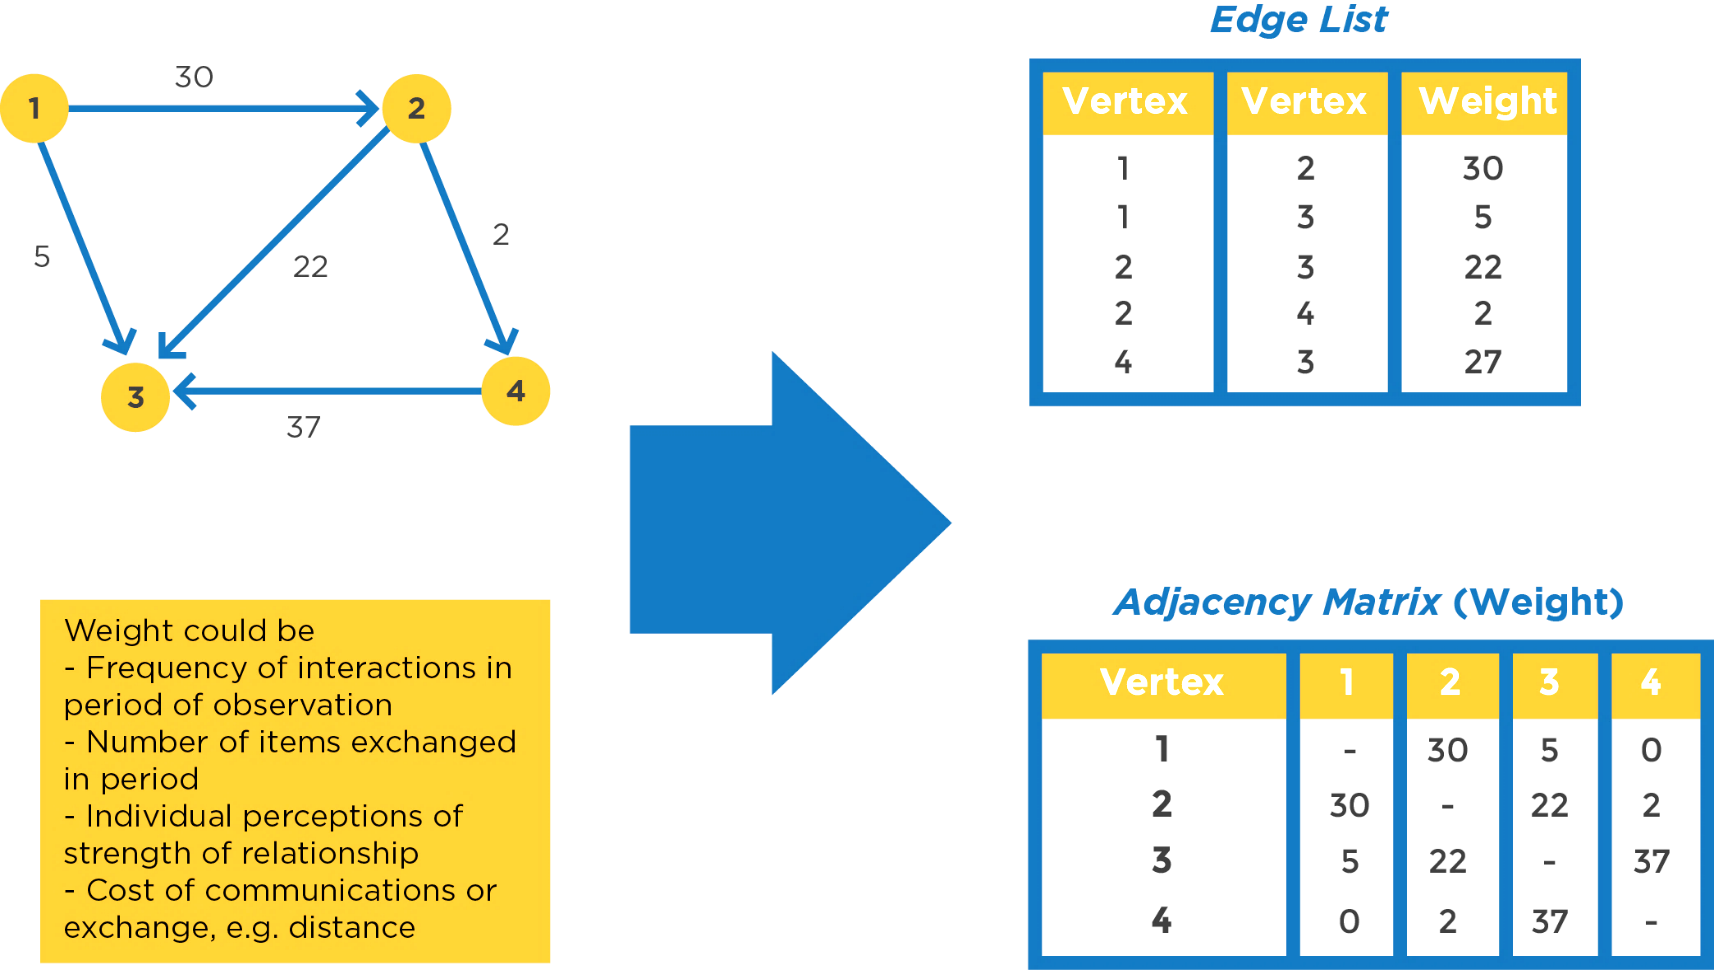 30
1
2
5
22
2
3
4
37
Weight could be
- Frequency of interactions in
period of observation
- Number of items exchanged
in period
- Individual perceptions of
strength of relationship
- Cost of communications or
exchange, e.g. distance
Edge List
Vertex Vertex Weight
1 2 30
1 3 5
2 3 22
2 4 2
4 3 27
Adjacency Matrix (Weight)
Vertex 1 2 3 4
1 - 30 5 0
2 30 - 22 2
3 5 22 - 37
4 0 2 37 -